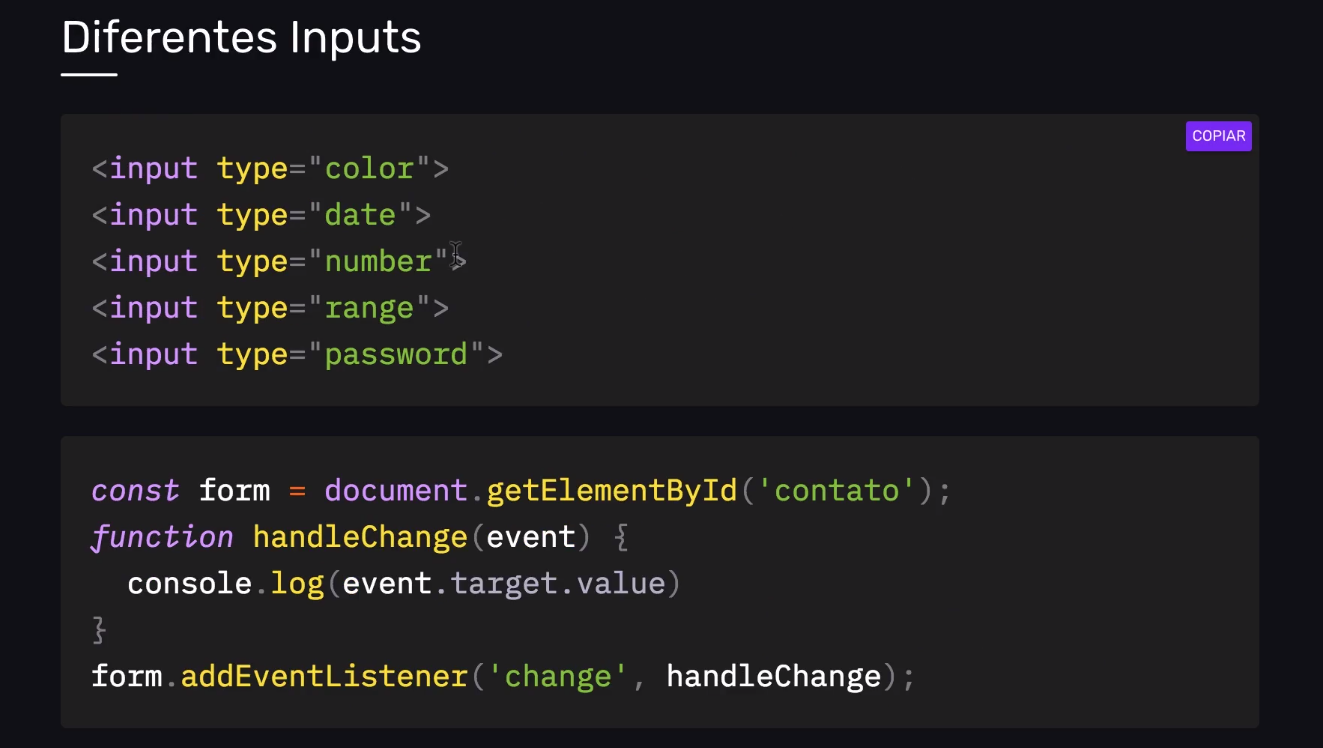 Diferentes Inputs
COPIAR
<input type="color">
<input type="date">
<input type="number">
<input type="range">
<input type="password">
const form = document.getElementById('contato');
function handleChange(event) {
  console.log(event.target.value)
}
form.addEventListener('change', handleChange);